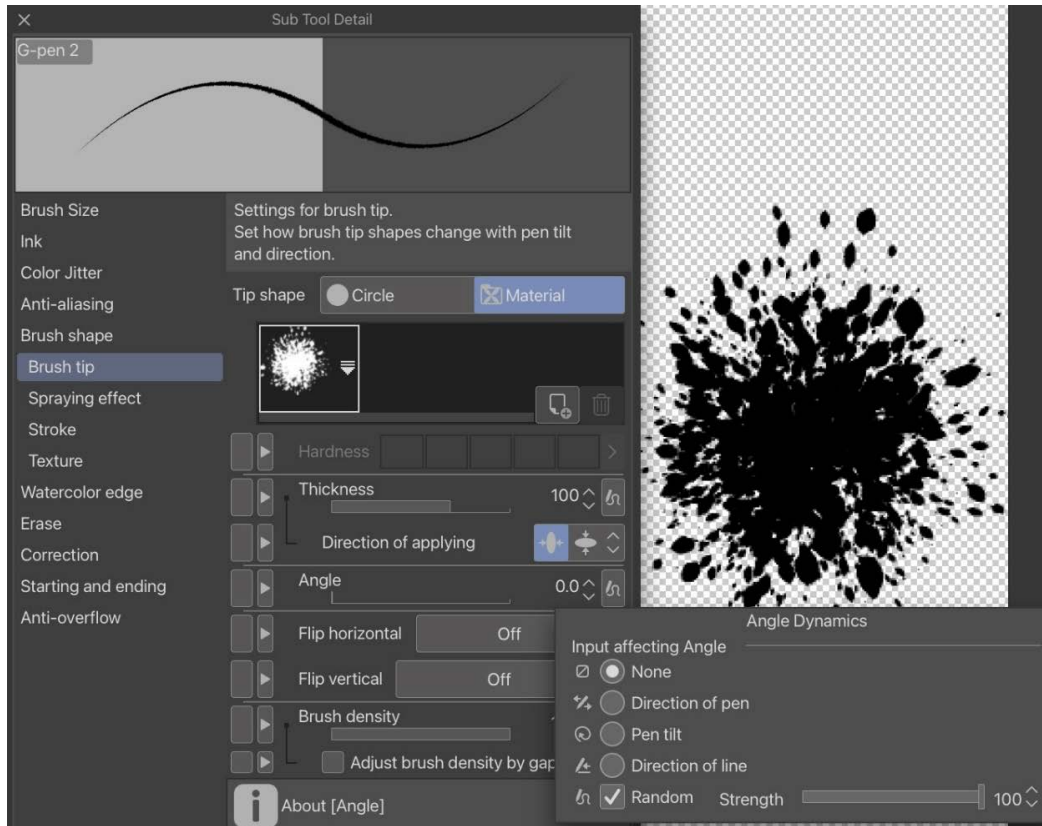 Sub Tool Detail
G-pen 2
Brush Size
Ink
Color Jitter
Anti-aliasing
Brush shape
Brush tip
Spraying effect
Stroke
Texture
Watercolor edge
Erase
Correction
Starting and ending
Anti-overflow
Settings for brush tip.
Set how brush tip shapes change with pen tilt
and direction.
Tip shape Circle Material
Hardness
Thickness 100
Direction of applying
Angle 0.0
Flip horizontal Off
Flip vertical Off
Brush density
Adjust brush density by gap
About [Angle]
Angle Dynamics
Input affecting Angle
None
Direction of pen
Pen tilt
Direction of line
Random Strength 100